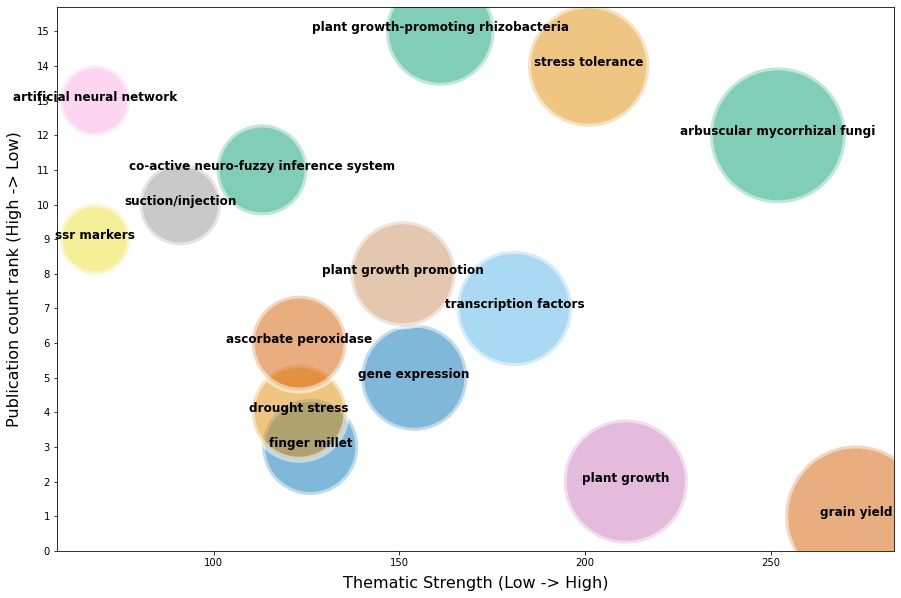 15
plant growth-promoting rhizobacteria
14
stress tolerance
13
artificial neural network
12
arbuscular mycorrhizal fungi
11
co-active neuro-fuzzy inference system
10
suction/injection
9
ssr markers
8
plant growth promotion
7
transcription factors
6
ascorbate peroxidase
5
gene expression
4
drought stress
3
finger millet
2
plant growth
1
grain yield
0
100
150
200
250
Thematic Strength (Low -> High)
Publication count rank (High -> Low)